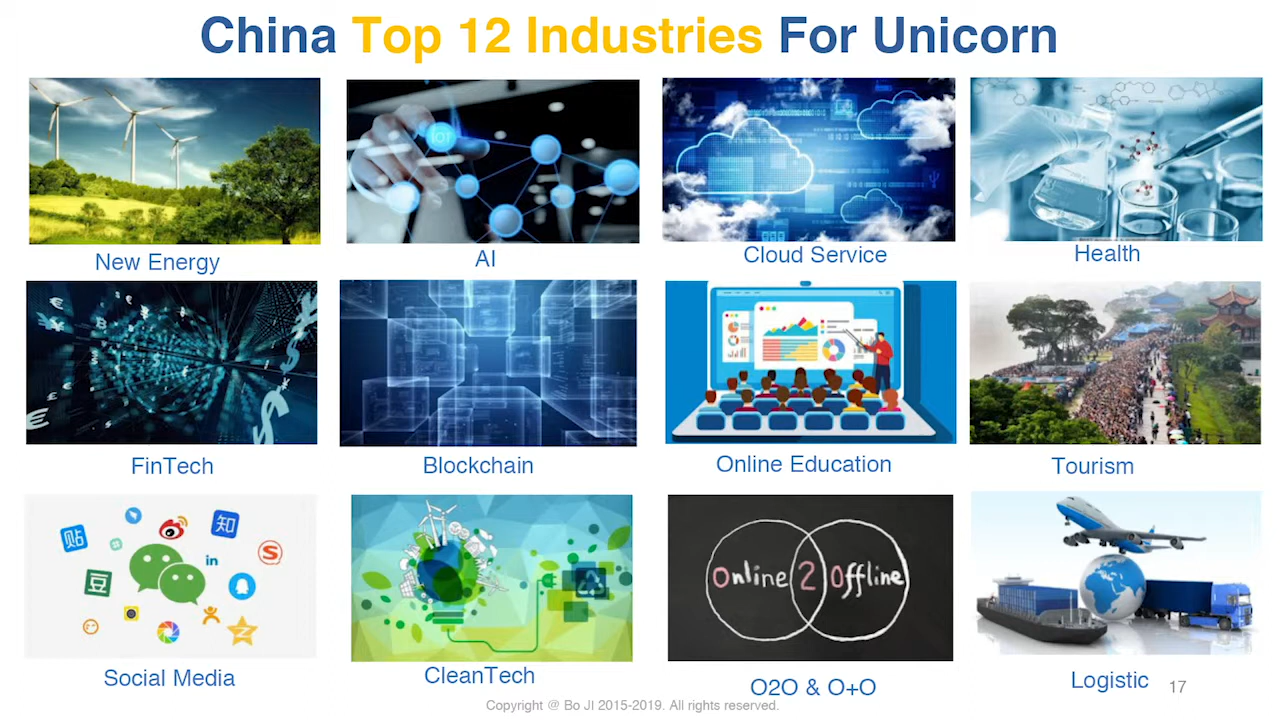 China Top 12 Industries For Unicorn
IoT
New Energy
AI
Cloud Service
Health
FinTech
Blockchain
Online Education
Tourism
贴
知
in
S
豆
Z
Online 2 Offline
Social Media
CleanTech
O2O & O+O
Logistic
17
Copyright @ Bo JI 2015-2019. All rights reserved.